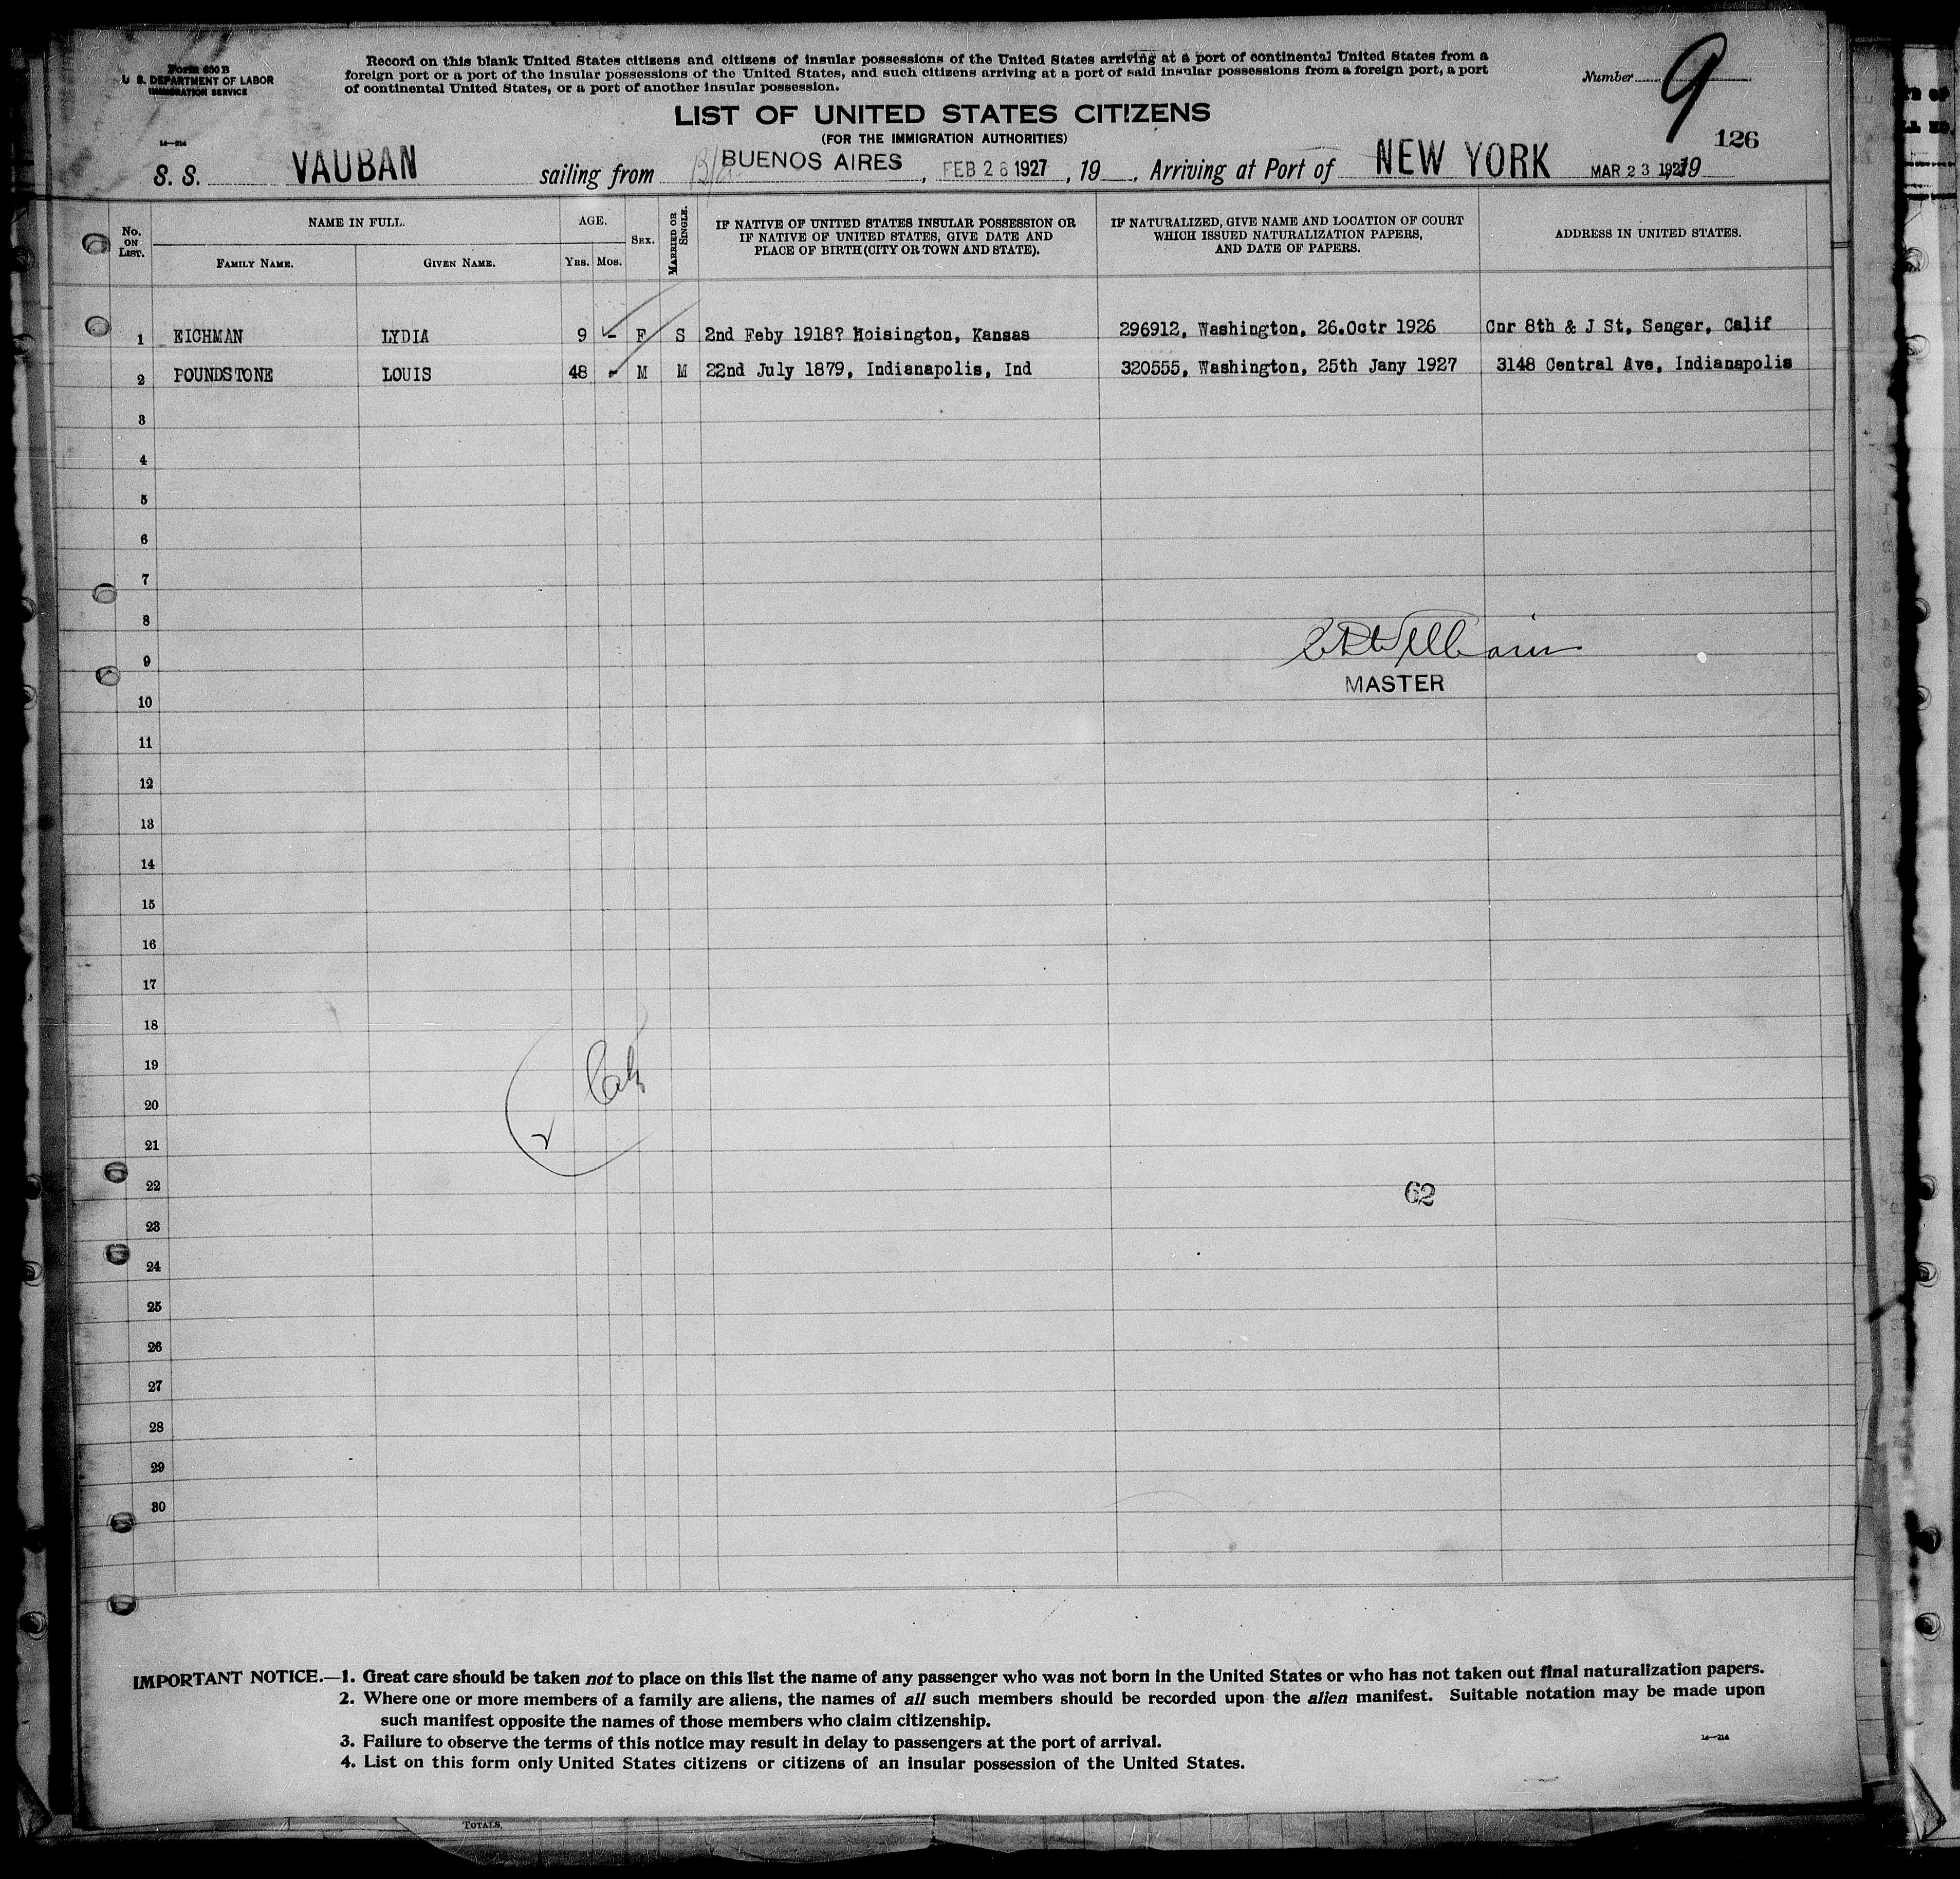 Form 630 B
U. S. DEPARTMENT OF LABOR
IMMIGRATION SERVICE
Record on this blank United States citizens and citizens of insular possessions of the United States arriving at a port of continental United States from a
foreign port or a port of the insular possessions of the United States, and such citizens arriving at a port of said insular possessions from a foreign port, a port
of continental United States, or a port of another insular possession.
Number 9
LIST OF UNITED STATES CITIZENS
(FOR THE IMMIGRATION AUTHORITIES)
126
14—214
S. S. VAUBAN sailing from BUENOS AIRES, FEB 26 1927, 19 , Arriving at Port of NEW YORK MAR 23 1927 19
No. ON LIST. NAME IN FULL. AGE. SEX. MARRIED OR SINGLE. IF NATIVE OF UNITED STATES INSULAR POSSESSION OR IF NATIVE OF UNITED STATES, GIVE DATE AND PLACE OF BIRTH (CITY OR TOWN AND STATE). IF NATURALIZED, GIVE NAME AND LOCATION OF COURT WHICH ISSUED NATURALIZATION PAPERS, AND DATE OF PAPERS. ADDRESS IN UNITED STATES.
FAMILY NAME. GIVEN NAME. YRS. MOS.
1 EICHMAN LYDIA 9 - F S 2nd Feby 1918? Hoisington, Kansas 296912, Washington, 26.Octr 1926 Cnr 8th & J St, Senger, Calif
2 POUNDSTONE LOUIS 48 - M M 22nd July 1879, Indianapolis, Ind 320555, Washington, 25th Jany 1927 3148 Central Ave, Indianapolis
3
4
5
6
7
8
9
MASTER
10
11
12
13
14
15
16
17
18
19
20
21
2
22
62
23
24
25
26
27
28
29
30
IMPORTANT NOTICE.—1. Great care should be taken not to place on this list the name of any passenger who was not born in the United States or who has not taken out final naturalization papers.
2. Where one or more members of a family are aliens, the names of all such members should be recorded upon the alien manifest. Suitable notation may be made upon
such manifest opposite the names of those members who claim citizenship.
3. Failure to observe the terms of this notice may result in delay to passengers at the port of arrival.
4. List on this form only United States citizens or citizens of an insular possession of the United States.
14—214
TOTALS,